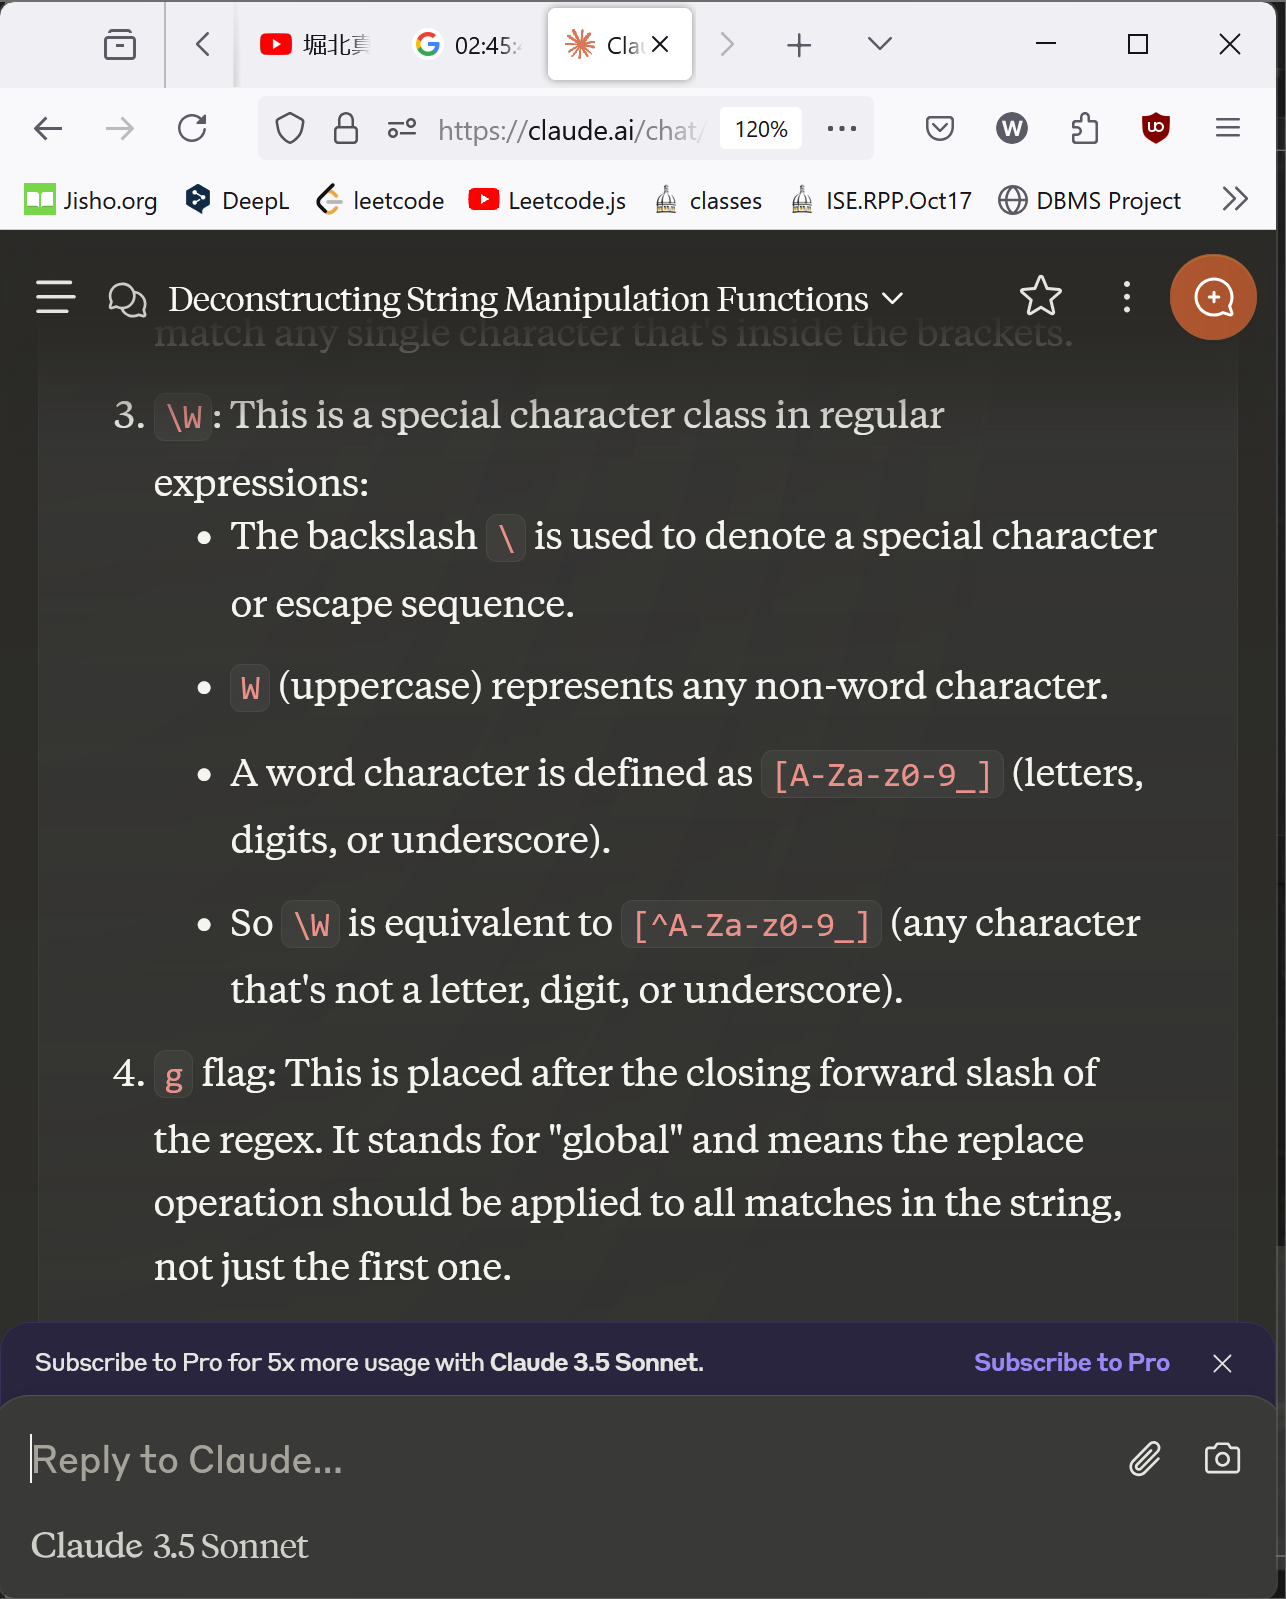 堀北真
02:45:
Cla
https://claude.ai/chat/
120%
W
Jisho.org
DeepL
leetcode
Leetcode.js
classes
ISE.RPP.Oct17
DBMS Project
Deconstructing String Manipulation Functions
match any single character that's inside the brackets.
3. \W: This is a special character class in regular
expressions:
• The backslash \ is used to denote a special character
or escape sequence.
• W (uppercase) represents any non-word character.
• A word character is defined as [A-Za-z0-9_] (letters,
digits, or underscore).
• So \W is equivalent to [^A-Za-z0-9_] (any character
that's not a letter, digit, or underscore).
4. g flag: This is placed after the closing forward slash of
the regex. It stands for "global" and means the replace
operation should be applied to all matches in the string,
not just the first one.
Subscribe to Pro for 5x more usage with Claude 3.5 Sonnet.
Subscribe to Pro
Reply to Claude...
Claude 3.5 Sonnet